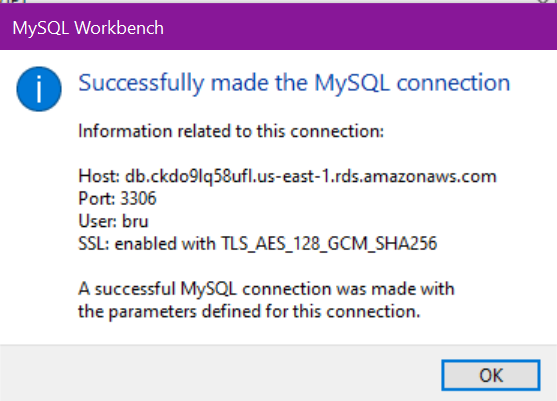 MySQL Workbench
Successfully made the MySQL connection
Information related to this connection:
Host: db.ckdo9lq58ufl.us-east-1.rds.amazonaws.com
Port: 3306
User: bru
SSL: enabled with TLS_AES_128_GCM_SHA256
A successful MySQL connection was made with
the parameters defined for this connection.
OK